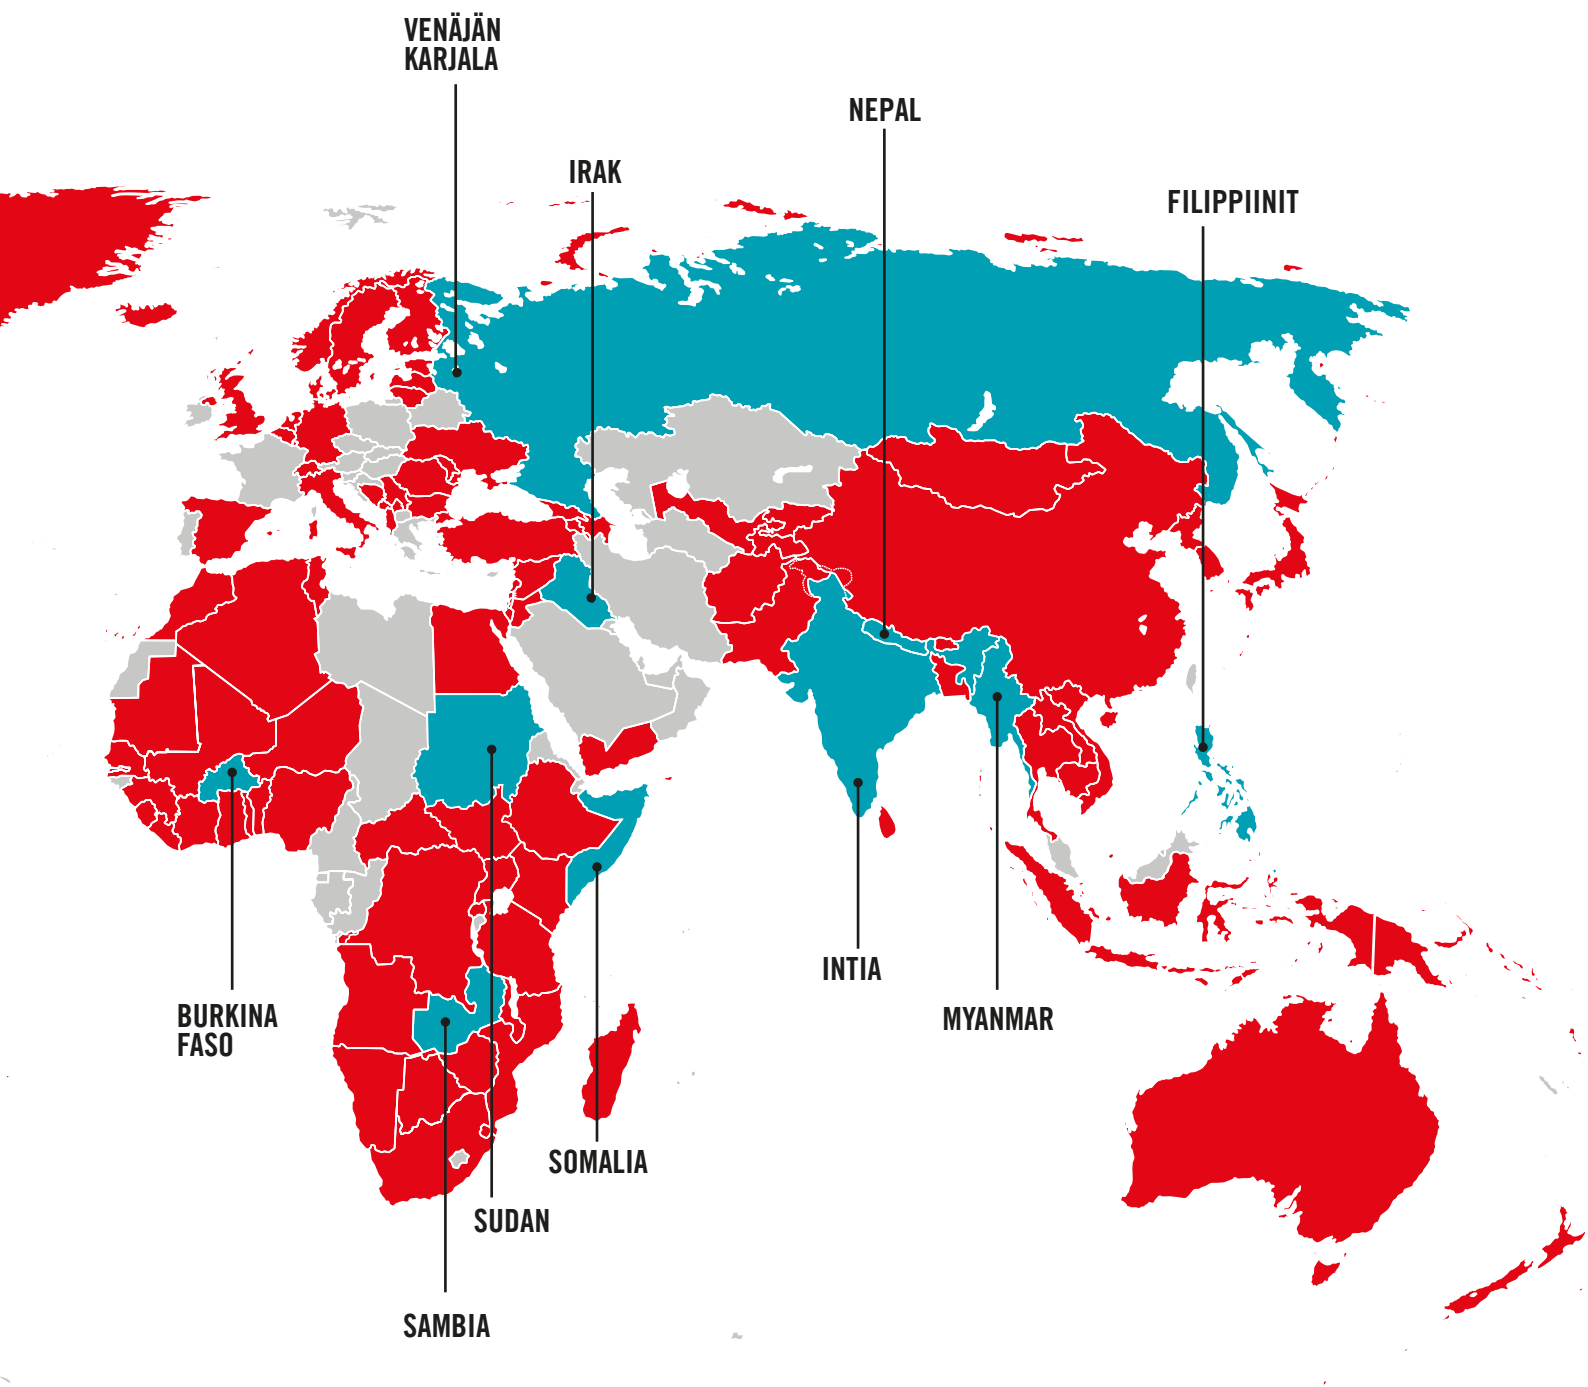 VENÄJÄN
KARJALA
NEPAL
IRAK
FILIPPIINIT
INTIA
BURKINA
FASO
MYANMAR
SOMALIA
SUDAN
SAMBIA